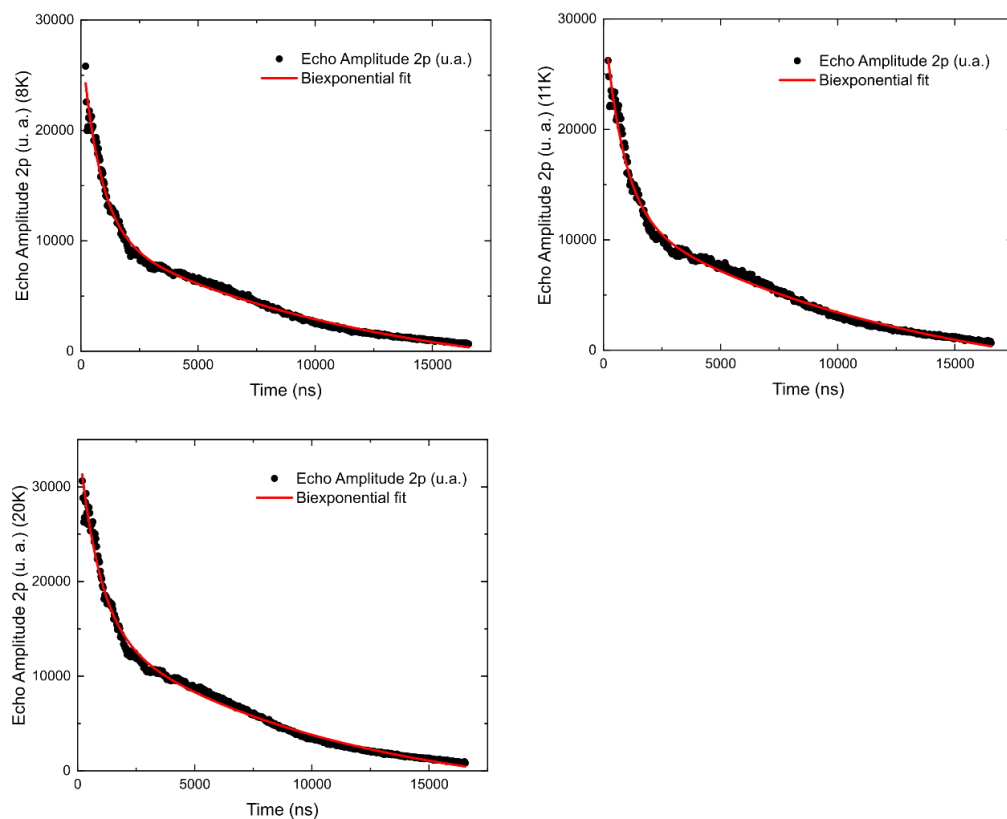 30000
20000
10000
0
Echo Amplitude 2p (u. a.) (8K)
Echo Amplitude 2p (u.a.)
Biexponential fit
0 5000 10000 15000
Time (ns)
30000
20000
10000
0
Echo Amplitude 2p (u. a.) (11K)
Echo Amplitude 2p (u.a.)
Biexponential fit
0 5000 10000 15000
Time (ns)
30000
20000
10000
0
Echo Amplitude 2p (u. a.) (20K)
Echo Amplitude 2p (u.a.)
Biexponential fit
0 5000 10000 15000
Time (ns)